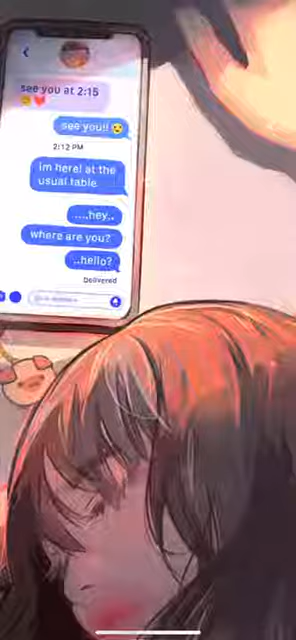 see you at 2:15
see you!!
2:12 PM
im here! at the
usual table
....hey..
where are you?
..hello?
Delivered